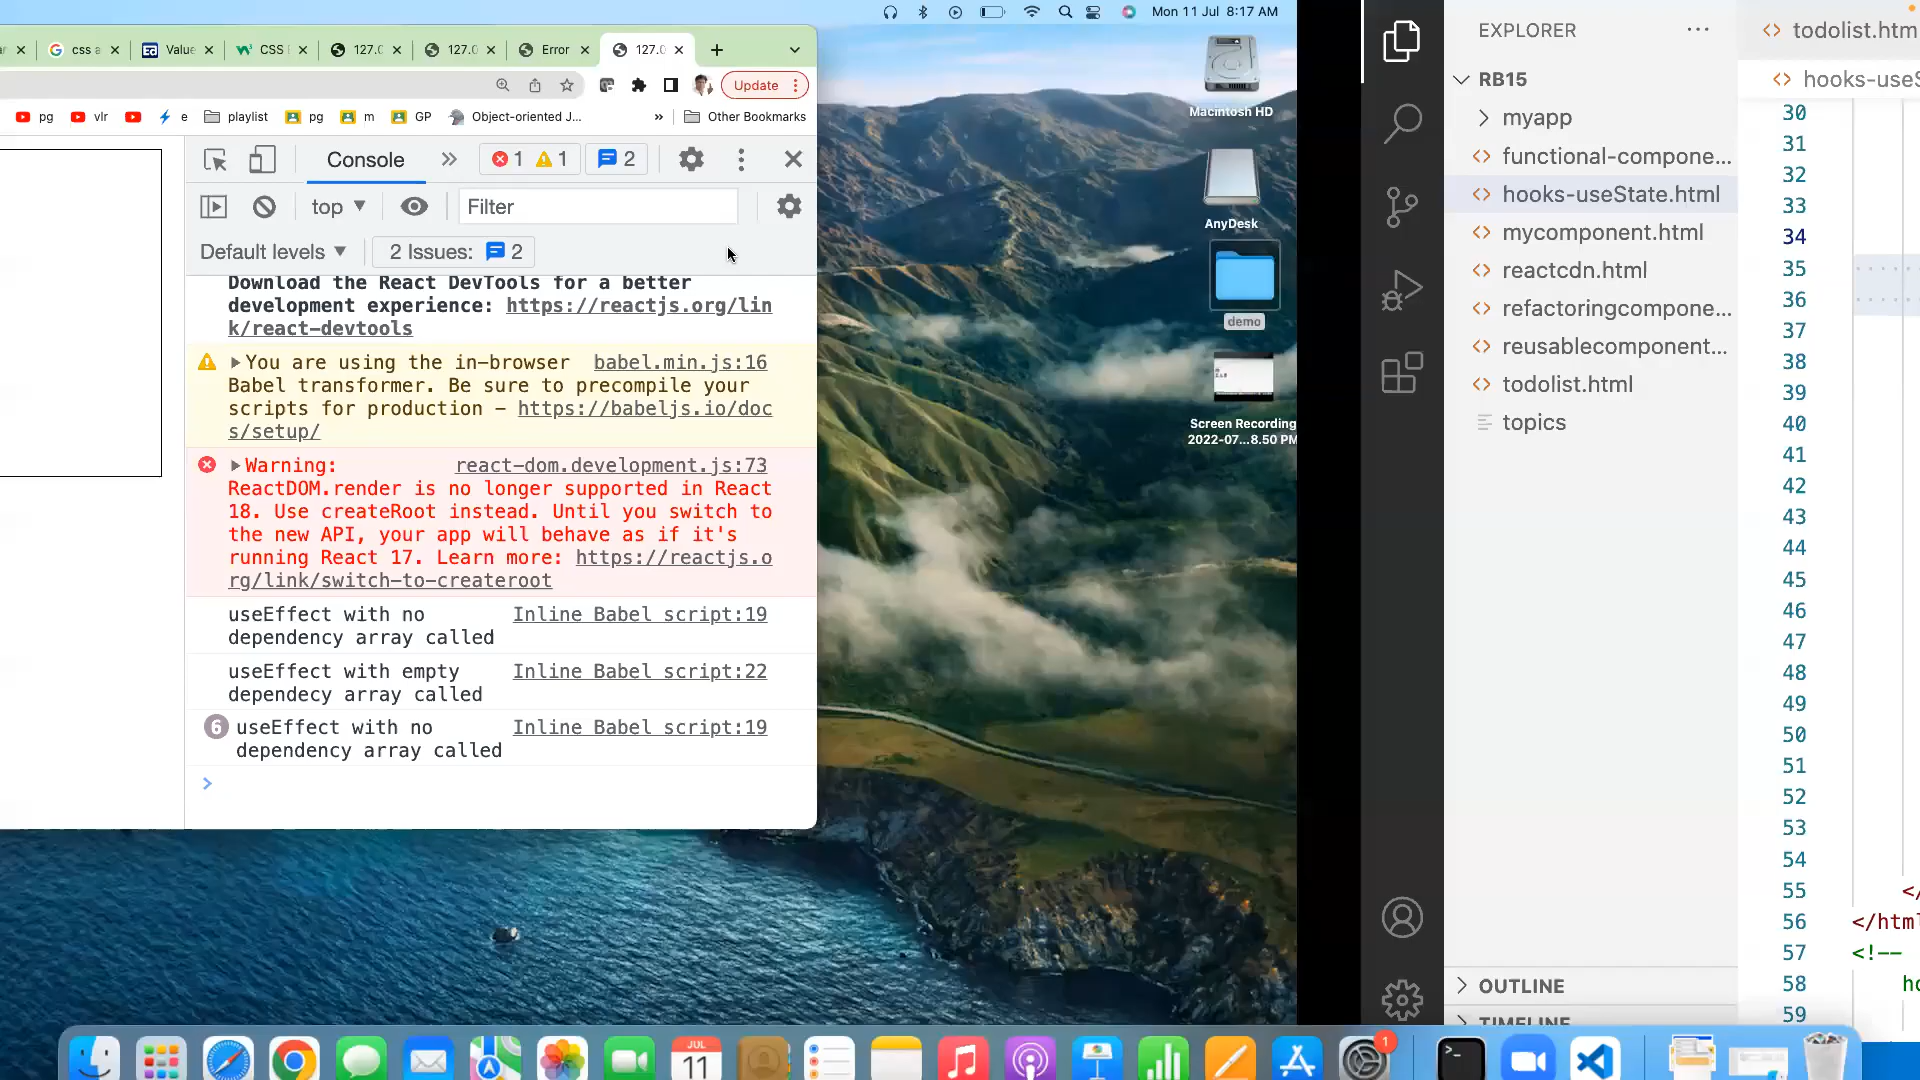 Mon 11 Jul 8:17 AM
css a
Value
CSS
127.0
127.0
Error
127.0
Update
pg
vlr
e
playlist
pg
m
GP
Object-oriented J...
»
Other Bookmarks
Console
»
1
1
2
top
Filter
Default levels
2 Issues:
2
Download the React DevTools for a better
development experience: https://reactjs.org/lin
k/react-devtools
You are using the in-browser babel.min.js:16
Babel transformer. Be sure to precompile your
scripts for production – https://babeljs.io/doc
s/setup/
Warning: react-dom.development.js:73
ReactDOM.render is no longer supported in React
18. Use createRoot instead. Until you switch to
the new API, your app will behave as if it's
running React 17. Learn more: https://reactjs.o
rg/link/switch-to-createroot
useEffect with no Inline Babel script:19
dependency array called
useEffect with empty Inline Babel script:22
dependecy array called
6 useEffect with no Inline Babel script:19
dependency array called
>
Macintosh HD
AnyDesk
demo
Screen Recording
2022-07...8.50 PM
EXPLORER
RB15
myapp
functional-compone...
hooks-useState.html
mycomponent.html
reactcdn.html
refactoringcompone...
reusablecomponent...
todolist.html
topics
OUTLINE
TIMELINE
todolist.htm
hooks-useS
30
31
32
33
34
35
36
37
38
39
40
41
42
43
44
45
46
47
48
49
50
51
52
53
54
55 </
56 </html
57 <!--
58 ho
59
JUL
11
1